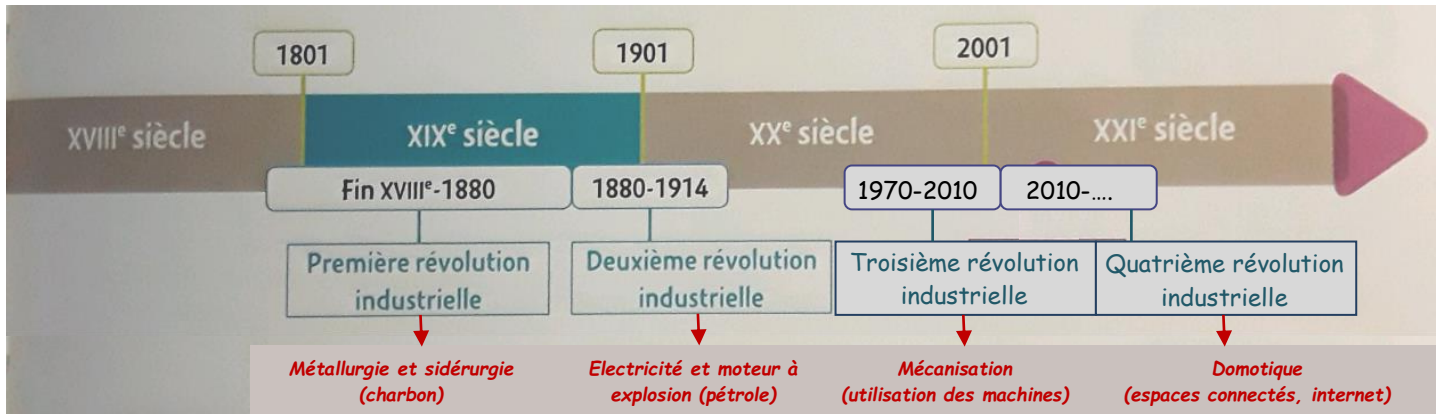 1801
1901
2001
XVIIIᵉ siècle
XIXᵉ siècle
XXᵉ siècle
XXIᵉ siècle
Fin XVIIIᵉ-1880
1880-1914
1970-2010
2010-....
Première révolution
industrielle
Deuxième révolution
industrielle
Troisième révolution
industrielle
Quatrième révolution
industrielle
Métallurgie et sidérurgie
(charbon)
Electricité et moteur à
explosion (pétrole)
Mécanisation
(utilisation des machines)
Domotique
(espaces connectés, internet)